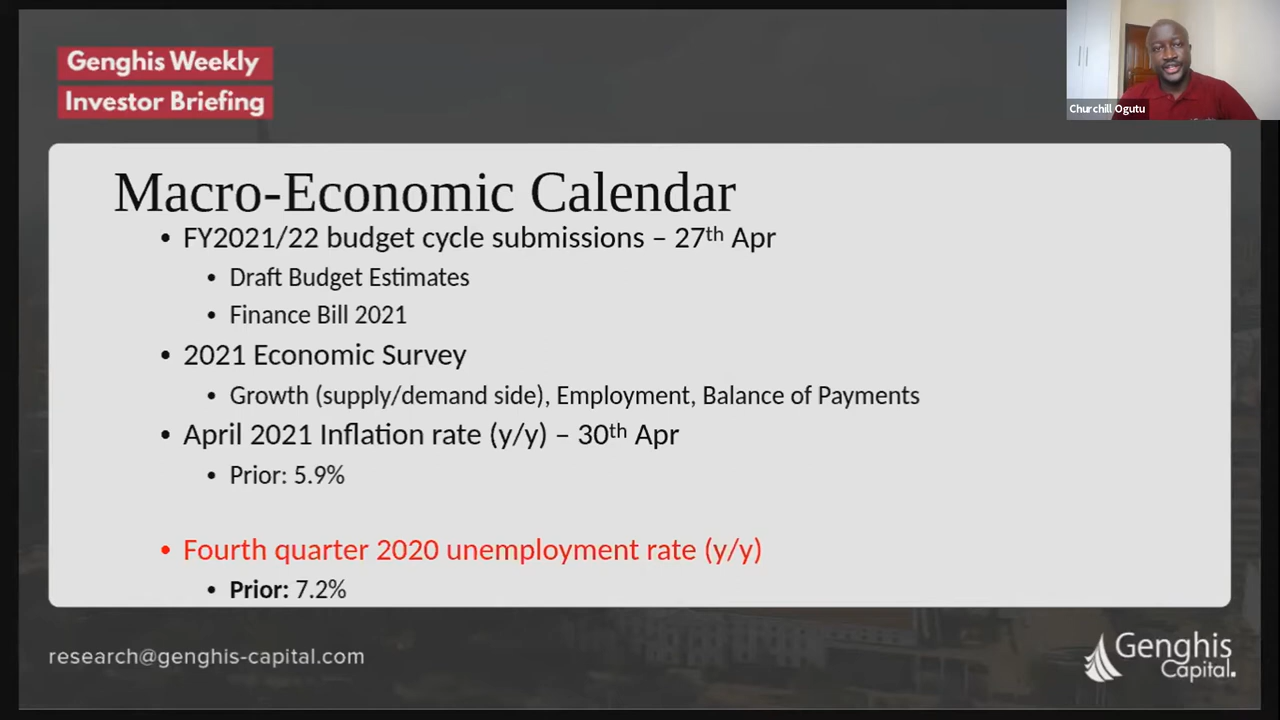 Genghis Weekly
Investor Briefing
Churchill Ogutu
Macro-Economic Calendar
• FY2021/22 budget cycle submissions – 27th Apr
• Draft Budget Estimates
• Finance Bill 2021
• 2021 Economic Survey
• Growth (supply/demand side), Employment, Balance of Payments
• April 2021 Inflation rate (y/y) – 30th Apr
• Prior: 5.9%
• Fourth quarter 2020 unemployment rate (y/y)
• Prior: 7.2%
research@genghis-capital.com
Genghis
Capital.